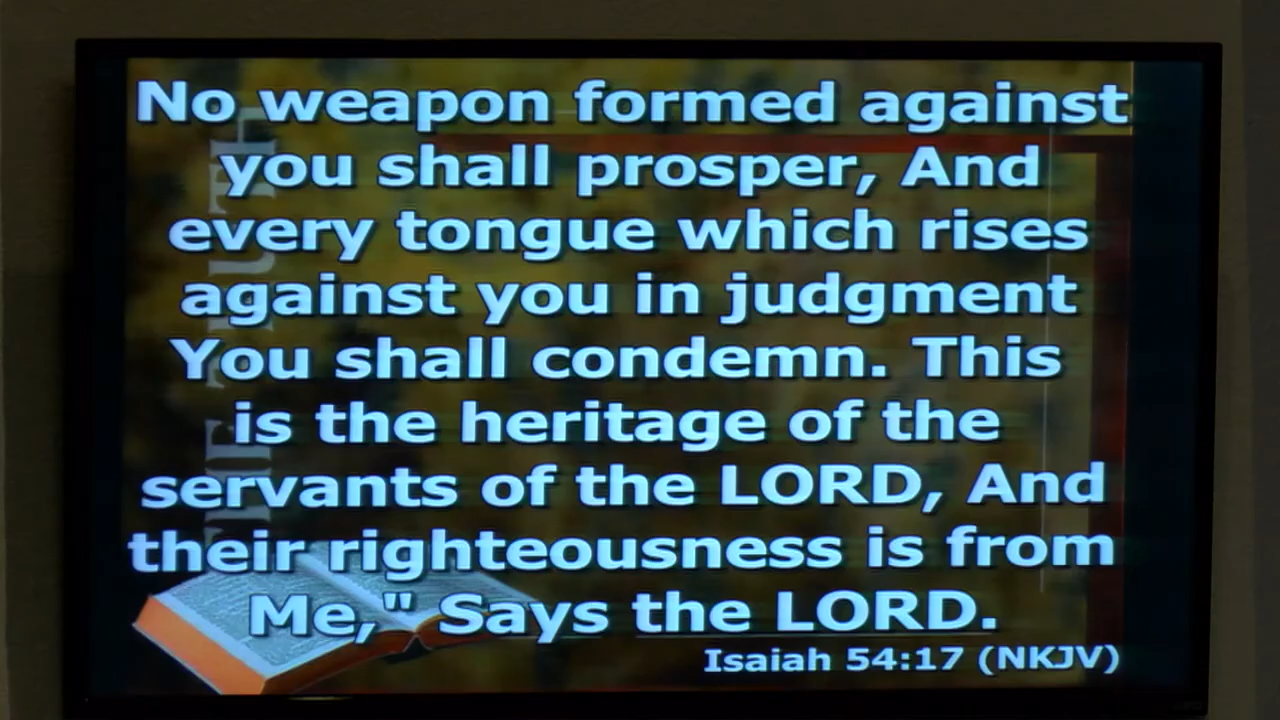 No weapon formed against
you shall prosper, And
every tongue which rises
against you in judgment
You shall condemn. This
is the heritage of the
servants of the LORD, And
their righteousness is from
Me," Says the LORD.
Isaiah 54:17 (NKJV)